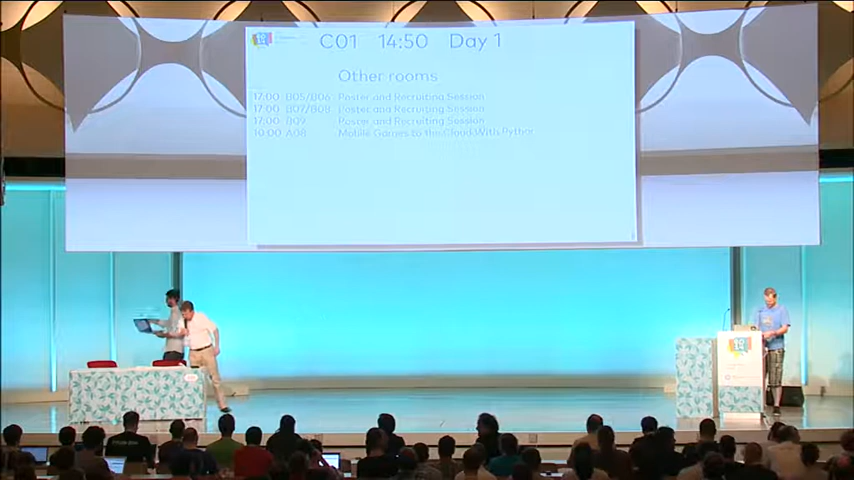 C01 14:50 Day 1
Other rooms
17:00 B05/B06 Poster and Recruiting Session
17:00 B07/B08 Poster and Recruiting Session
17:00 B09 Poster and Recruiting Session
10:00 A08 Mobile Games to the Cloud With Python